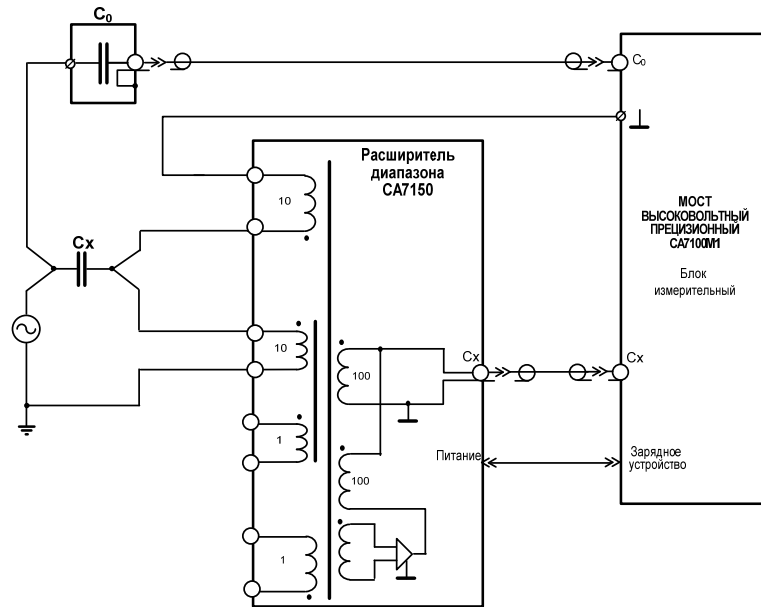 C₀
C₀
Расширитель
диапазона
СА7150
10
МОСТ
ВЫСОКОВОЛЬТНЫЙ
ПРЕЦИЗИОННЫЙ
СА7100М1
Блок
измерительный
Cx
10
100
Cx
Cx
1
Питание
Зарядное
устройство
100
1